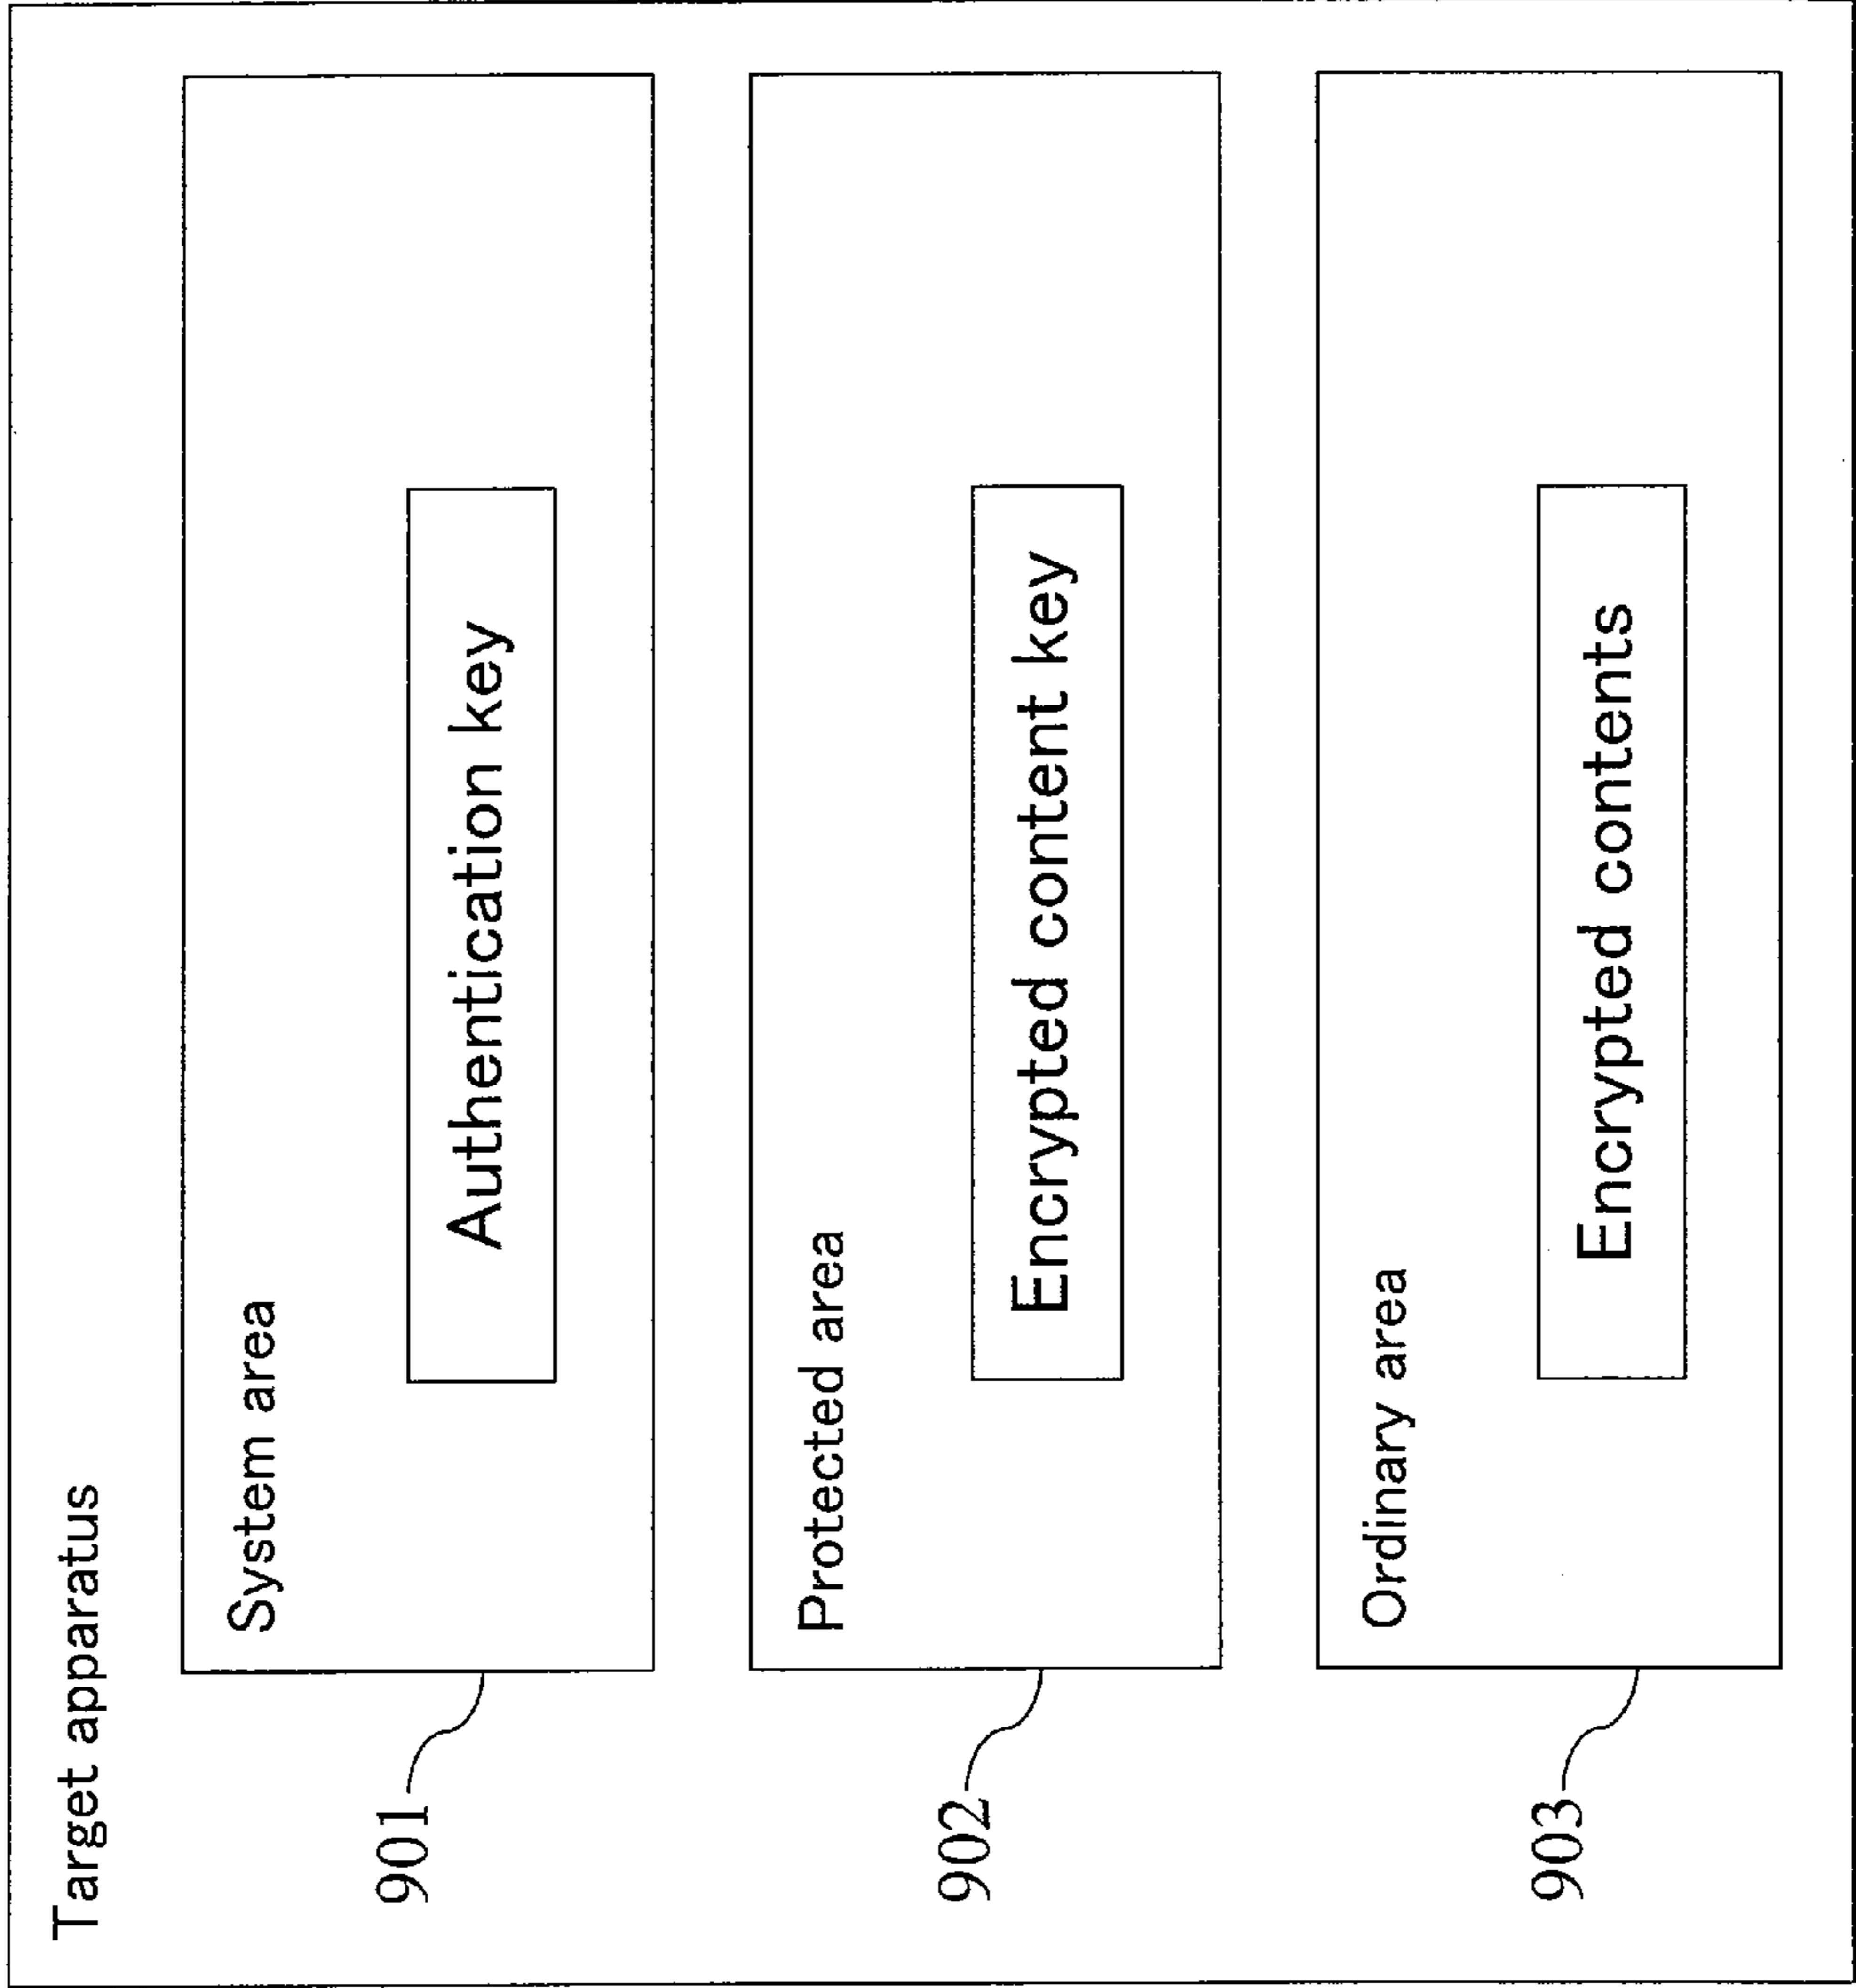 Target apparatus
System area
901
Authentication key
Protected area
902
Encrypted content key
Ordinary area
903
Encrypted contents